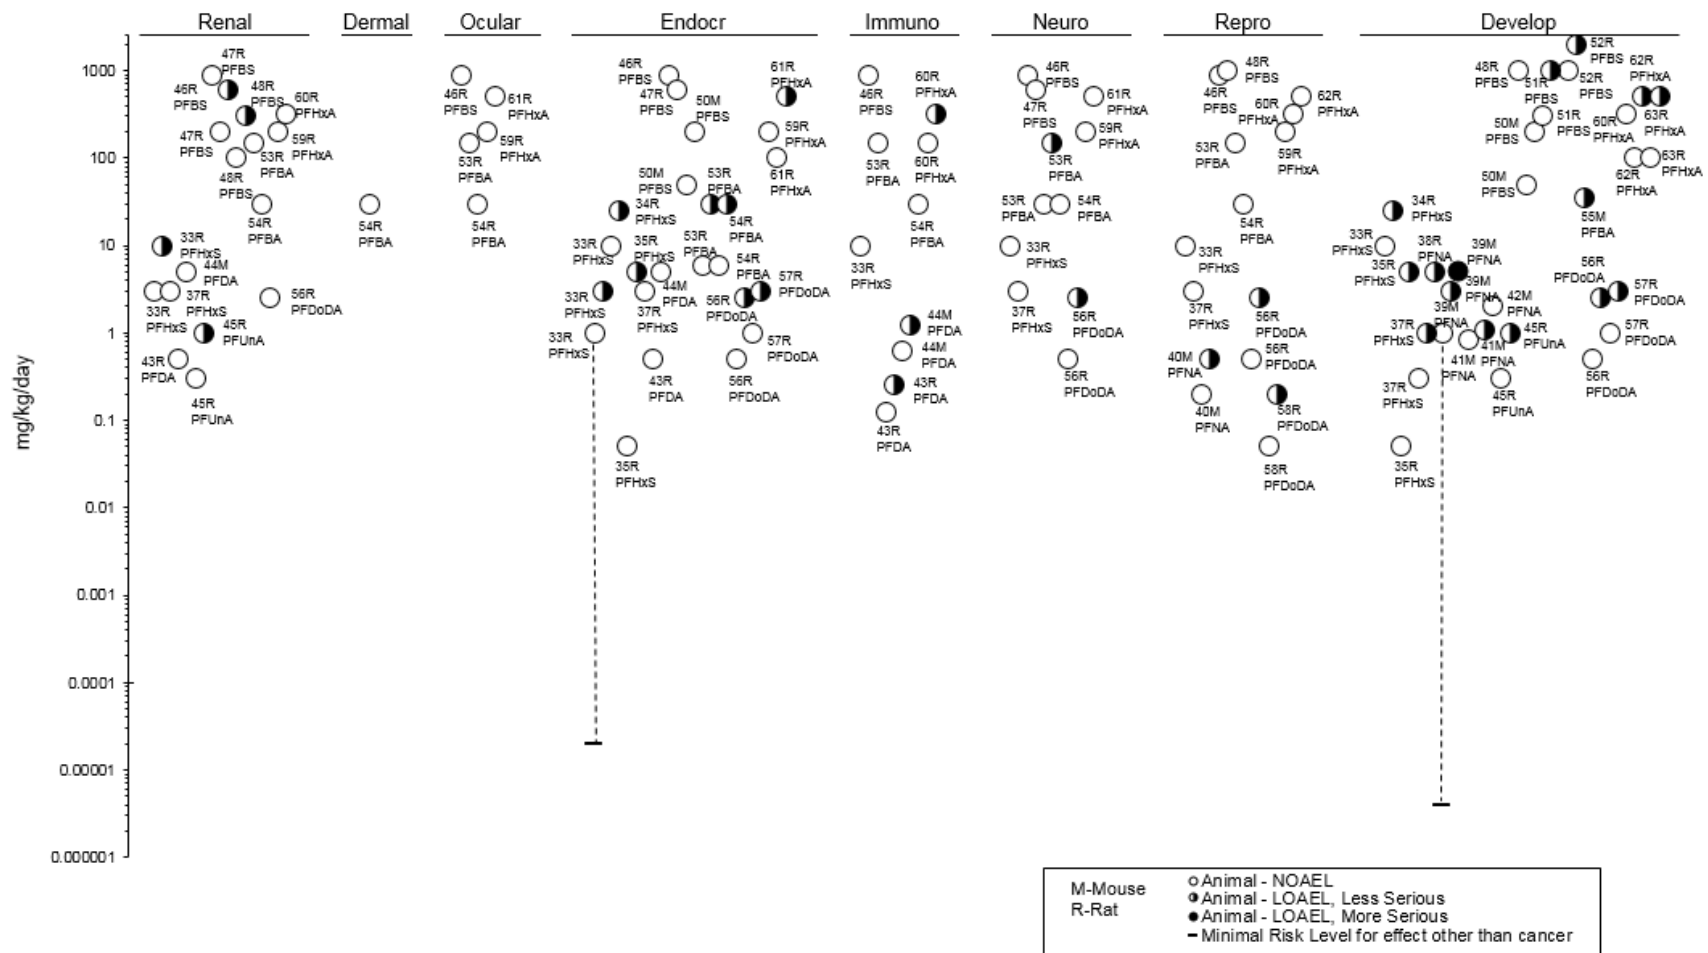 Renal Dermal Ocular Endocr Immuno Neuro Repro Develop
mg/kg/day
1000
100
10
1
0.1
0.01
0.001
0.0001
0.00001
0.000001
47R
PFBS
46R
PFBS
48R
PFBS
60R
PFHxA
47R
PFBS
59R
PFHxA
53R
PFBA
48R
PFBS
54R
PFBA
33R
PFHxS
44M
PFDA
33R
PFHxS
37R
PFHxS
56R
PFDoDA
45R
PFUnA
43R
PFDA
45R
PFUnA
54R
PFBA
46R
PFBS
61R
PFHxA
59R
PFHxA
53R
PFBA
54R
PFBA
46R
PFBS
47R
PFBS
50M
PFBS
61R
PFHxA
59R
PFHxA
61R
PFHxA
50M
PFBS
53R
PFBA
34R
PFHxS
54R
PFBA
33R
PFHxS
35R
PFHxS
53R
PFBA
54R
PFBA
44M
PFDA
57R
PFDoDA
33R
PFHxS
37R
PFHxS
56R
PFDoDA
33R
PFHxS
57R
PFDoDA
43R
PFDA
56R
PFDoDA
35R
PFHxS
46R
PFBS
60R
PFHxA
53R
PFBA
60R
PFHxA
54R
PFBA
33R
PFHxS
44M
PFDA
44M
PFDA
43R
PFDA
43R
PFDA
46R
PFBS
47R
PFBS
61R
PFHxA
59R
PFHxA
53R
PFBA
53R
PFBA
54R
PFBA
33R
PFHxS
37R
PFHxS
56R
PFDoDA
56R
PFDoDA
48R
PFBS
46R
PFBS
62R
PFHxA
60R
PFHxA
53R
PFBA
59R
PFHxA
54R
PFBA
33R
PFHxS
37R
PFHxS
56R
PFDoDA
40M
PFNA
56R
PFDoDA
40M
PFNA
58R
PFDoDA
58R
PFDoDA
52R
PFBS
48R
PFBS
51R
PFBS
52R
PFBS
62R
PFHxA
51R
PFBS
50M
PFBS
60R
PFHxA
63R
PFHxA
63R
PFHxA
62R
PFHxA
50M
PFBS
55M
PFBA
34R
PFHxS
33R
PFHxS
38R
PFNA
39M
PFNA
35R
PFHxS
39M
PFNA
56R
PFDoDA
57R
PFDoDA
42M
PFNA
39M
PFNA
37R
PFHxS
41M
PFNA
45R
PFUnA
57R
PFDoDA
41M
PFNA
37R
PFHxS
45R
PFUnA
56R
PFDoDA
35R
PFHxS
M-Mouse
R-Rat
Animal - NOAEL
Animal - LOAEL, Less Serious
Animal - LOAEL, More Serious
Minimal Risk Level for effect other than cancer